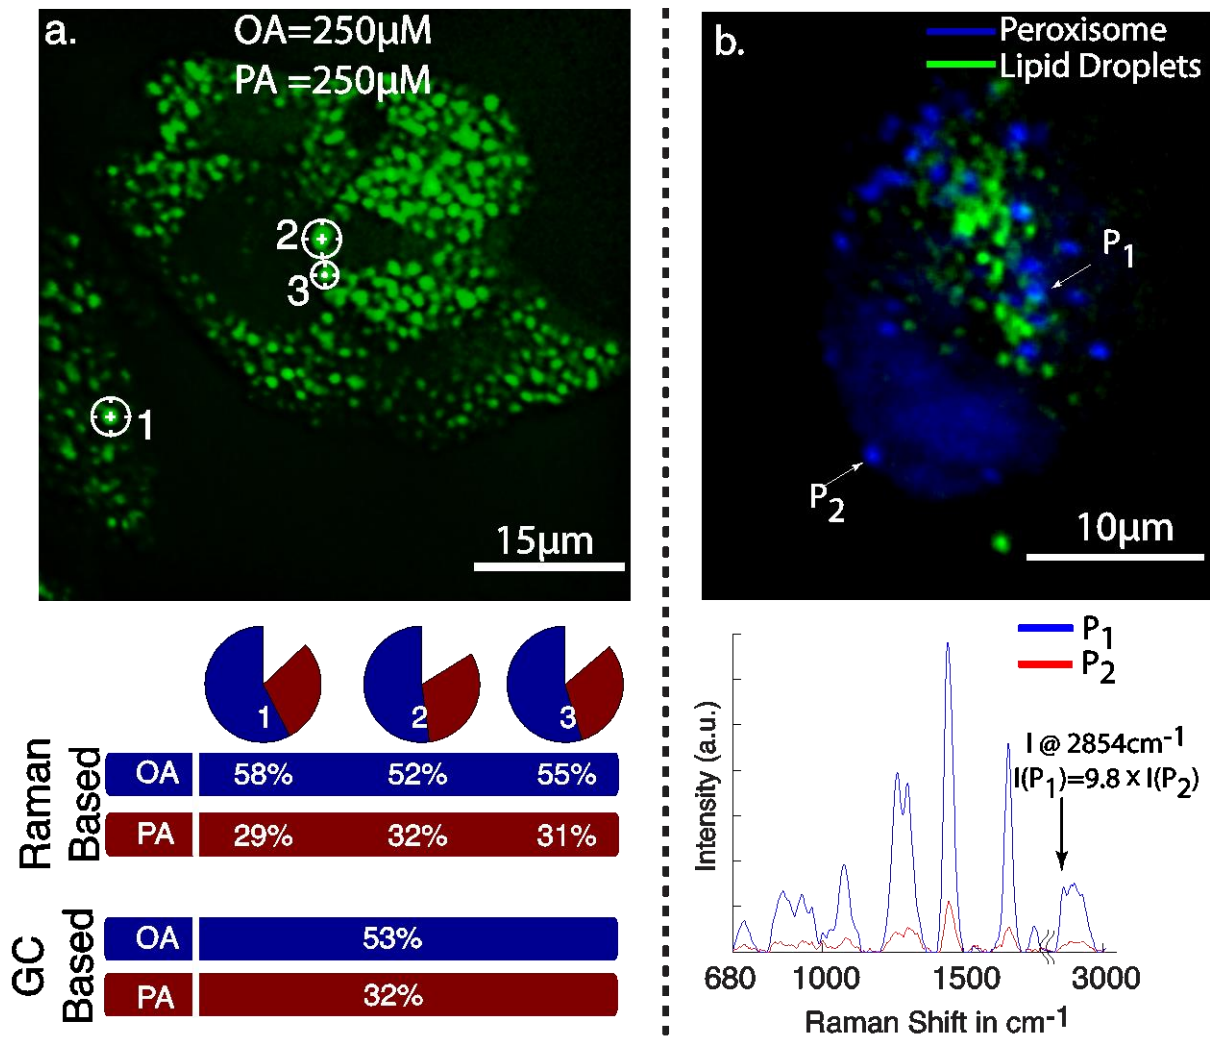 a.
OA=250µM
PA =250µM
2
3
1
15µm
1 2 3
Raman Based
OA 58% 52% 55%
PA 29% 32% 31%
GC Based
OA 53%
PA 32%
b.
Peroxisome
Lipid Droplets
P1
P2
10µm
P1
P2
I @ 2854cm-1
I(P1)=9.8 X I(P2)
Intensity (a.u.)
680 1000 1500 3000
Raman Shift in cm-1